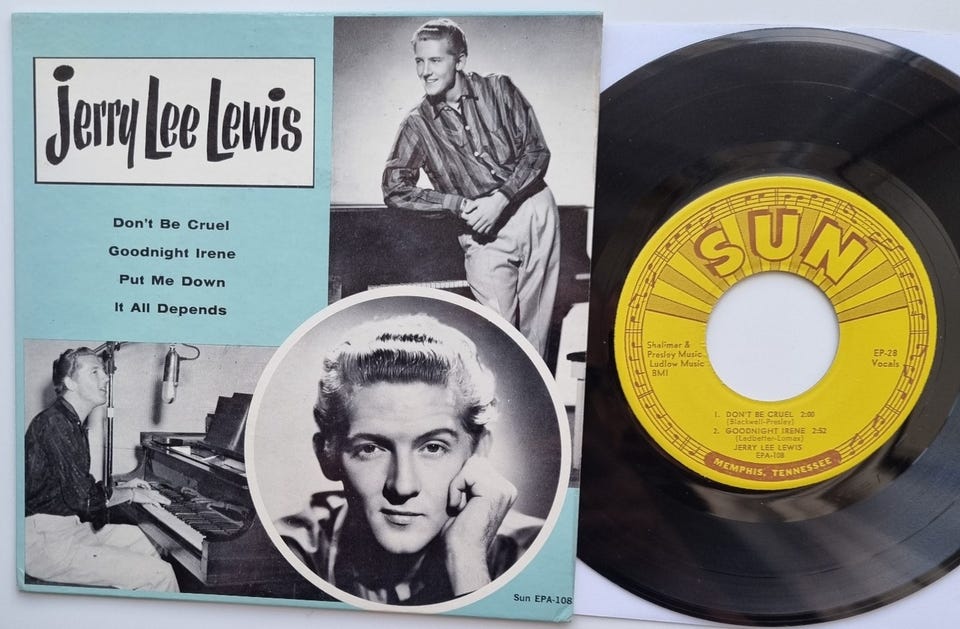 Jerry Lee Lewis
Don't Be Cruel
Goodnight Irene
Put Me Down
It All Depends
Sun EPA-108
SUN
Shalimar &
Presley Music
Ludlow Music
BMI
EP-28
Vocals
1. DON'T BE CRUEL 2:00
(Blackwell-Presley)
2. GOODNIGHT IRENE 2:52
(Ledbetter-Lomax)
JERRY LEE LEWIS
EPA-108
MEMPHIS, TENNESSEE